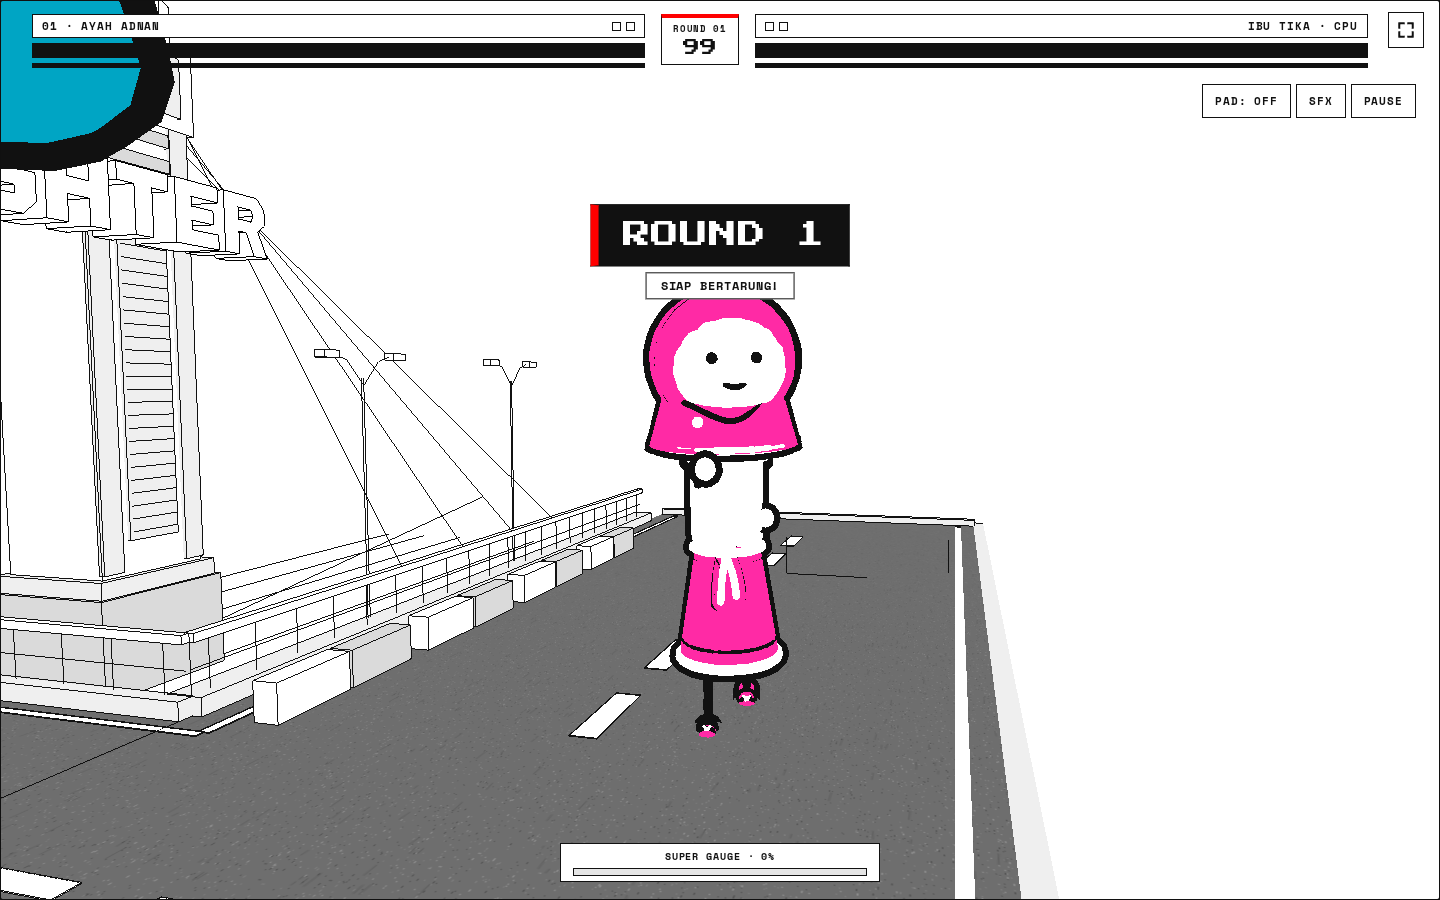 01 · AYAH ADNAN
ROUND 01
99
IBU TIKA · CPU
PAD: OFF
SFX
PAUSE
HTER
ROUND 1
SIAP BERTARUNG!
SUPER GAUGE · 0%